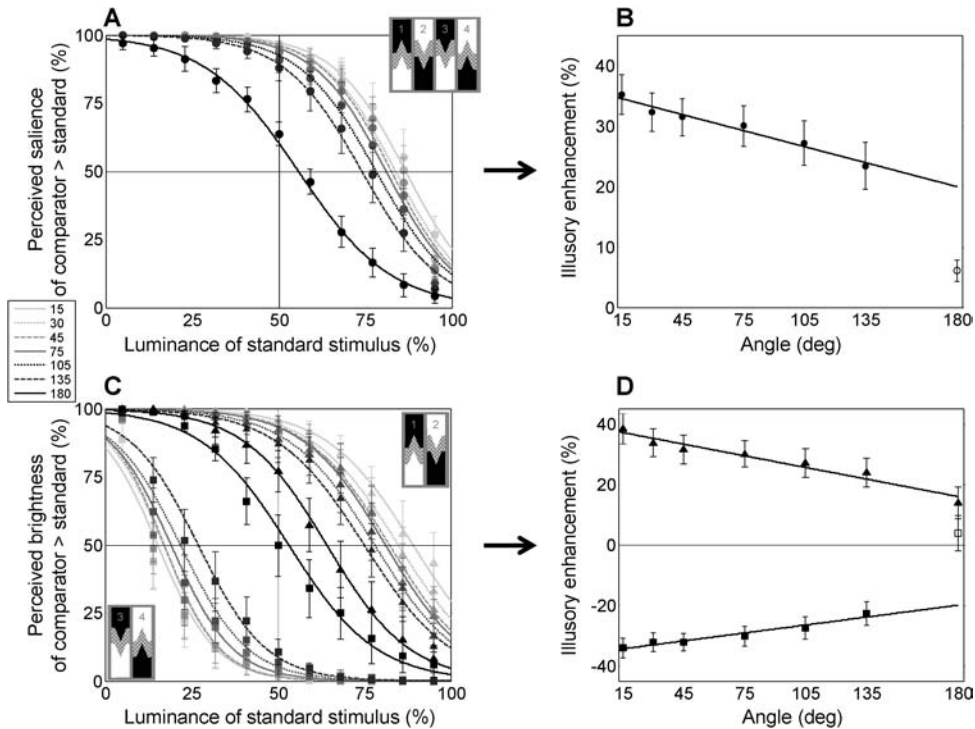 A
Perceived salience
of comparator > standard (%)
100
75
50
25
0
0 25 50 75 100
Luminance of standard stimulus (%)
1 2 3 4
B
Illusory enhancement (%)
40
30
20
10
0
15 45 75 105 135 180
Angle (deg)
15
30
45
75
105
135
180
C
Perceived brightness
of comparator > standard (%)
100
75
50
25
0
0 25 50 75 100
Luminance of standard stimulus (%)
1 2
3 4
D
Illusory enhancement (%)
40
20
0
-20
-40
15 45 75 105 135 180
Angle (deg)